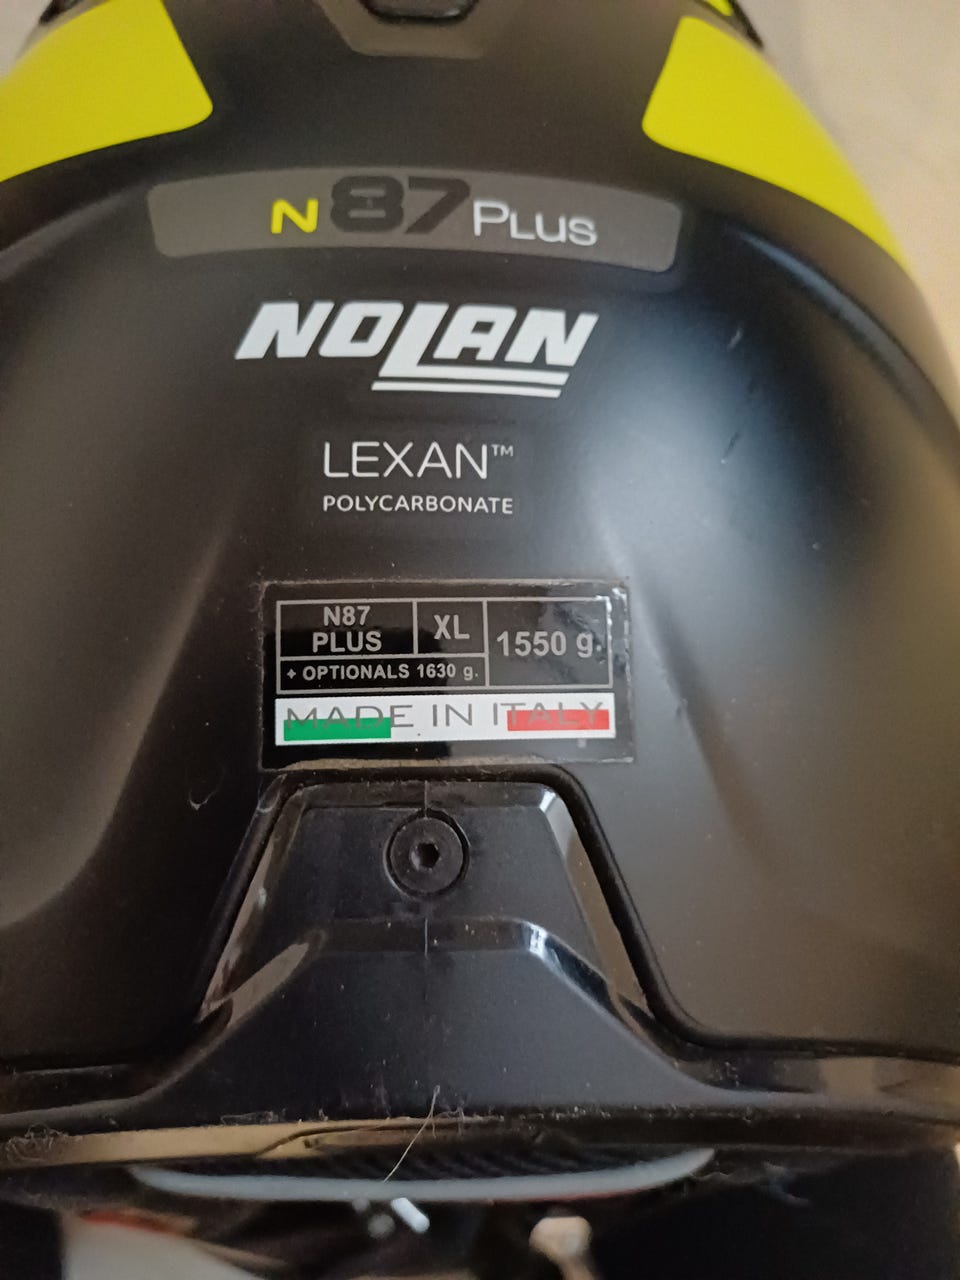 N87 PLUS
NOLAN
LEXAN™
POLYCARBONATE
N87
PLUS
XL
1550 g.
+ OPTIONALS 1630 g.
MADE IN ITALY